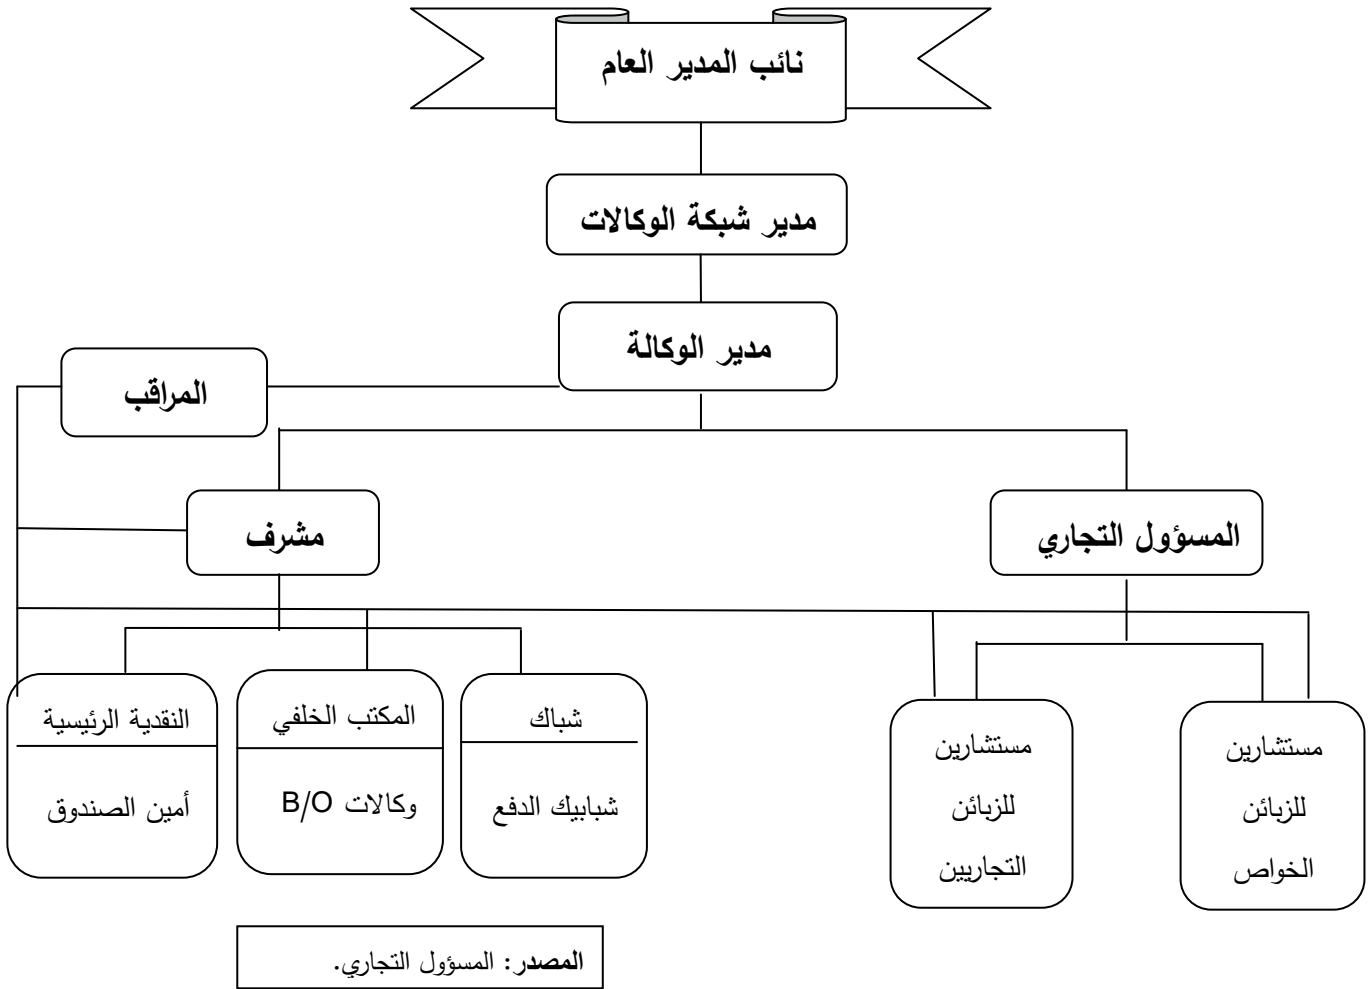 نائب المدير العام
مدير شبكة الوكالات
مدير الوكالة
المراقب
المسؤول التجاري
مشرف
مستشارين
للزبائن
الخواص
مستشارين
للزبائن
التجاريين
شباك
شبابيك الدفع
المكتب الخلفي
وكالات B/O
النقدية الرئيسية
أمين الصندوق
المصدر: المسؤول التجاري.